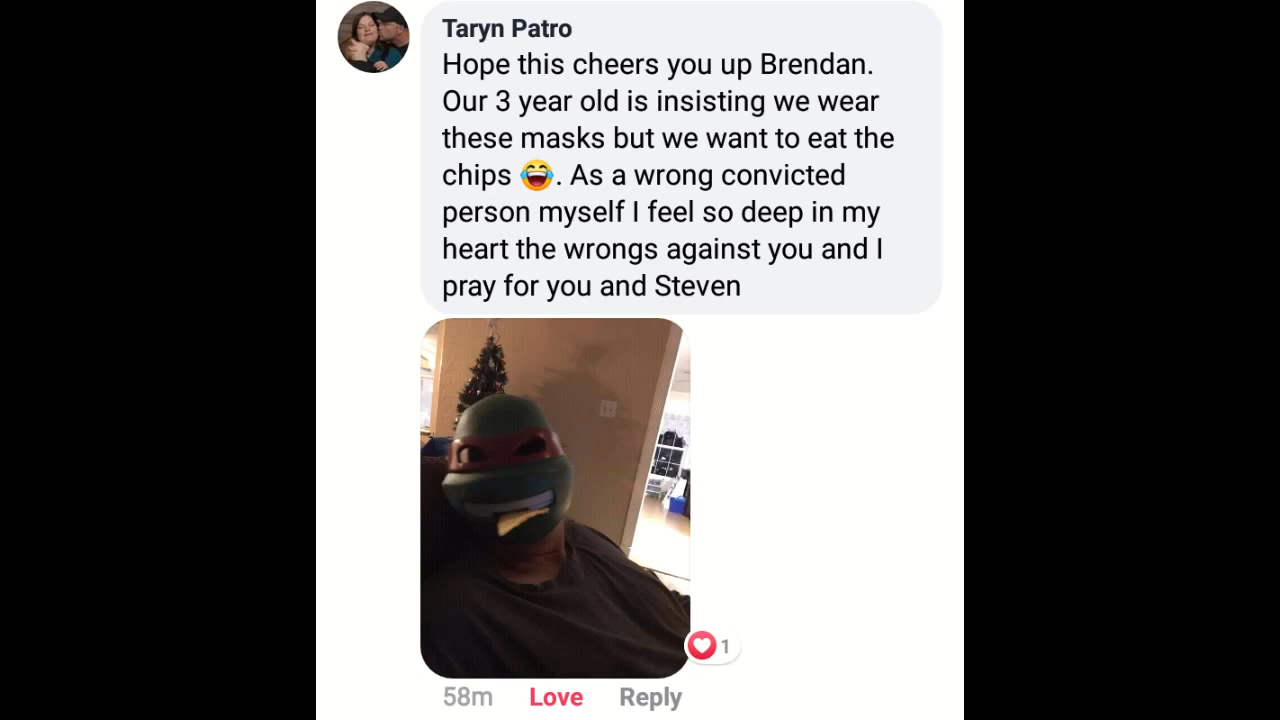 Taryn Patro
Hope this cheers you up Brendan.
Our 3 year old is insisting we wear
these masks but we want to eat the
chips 😂. As a wrong convicted
person myself I feel so deep in my
heart the wrongs against you and I
pray for you and Steven
1
58m Love Reply